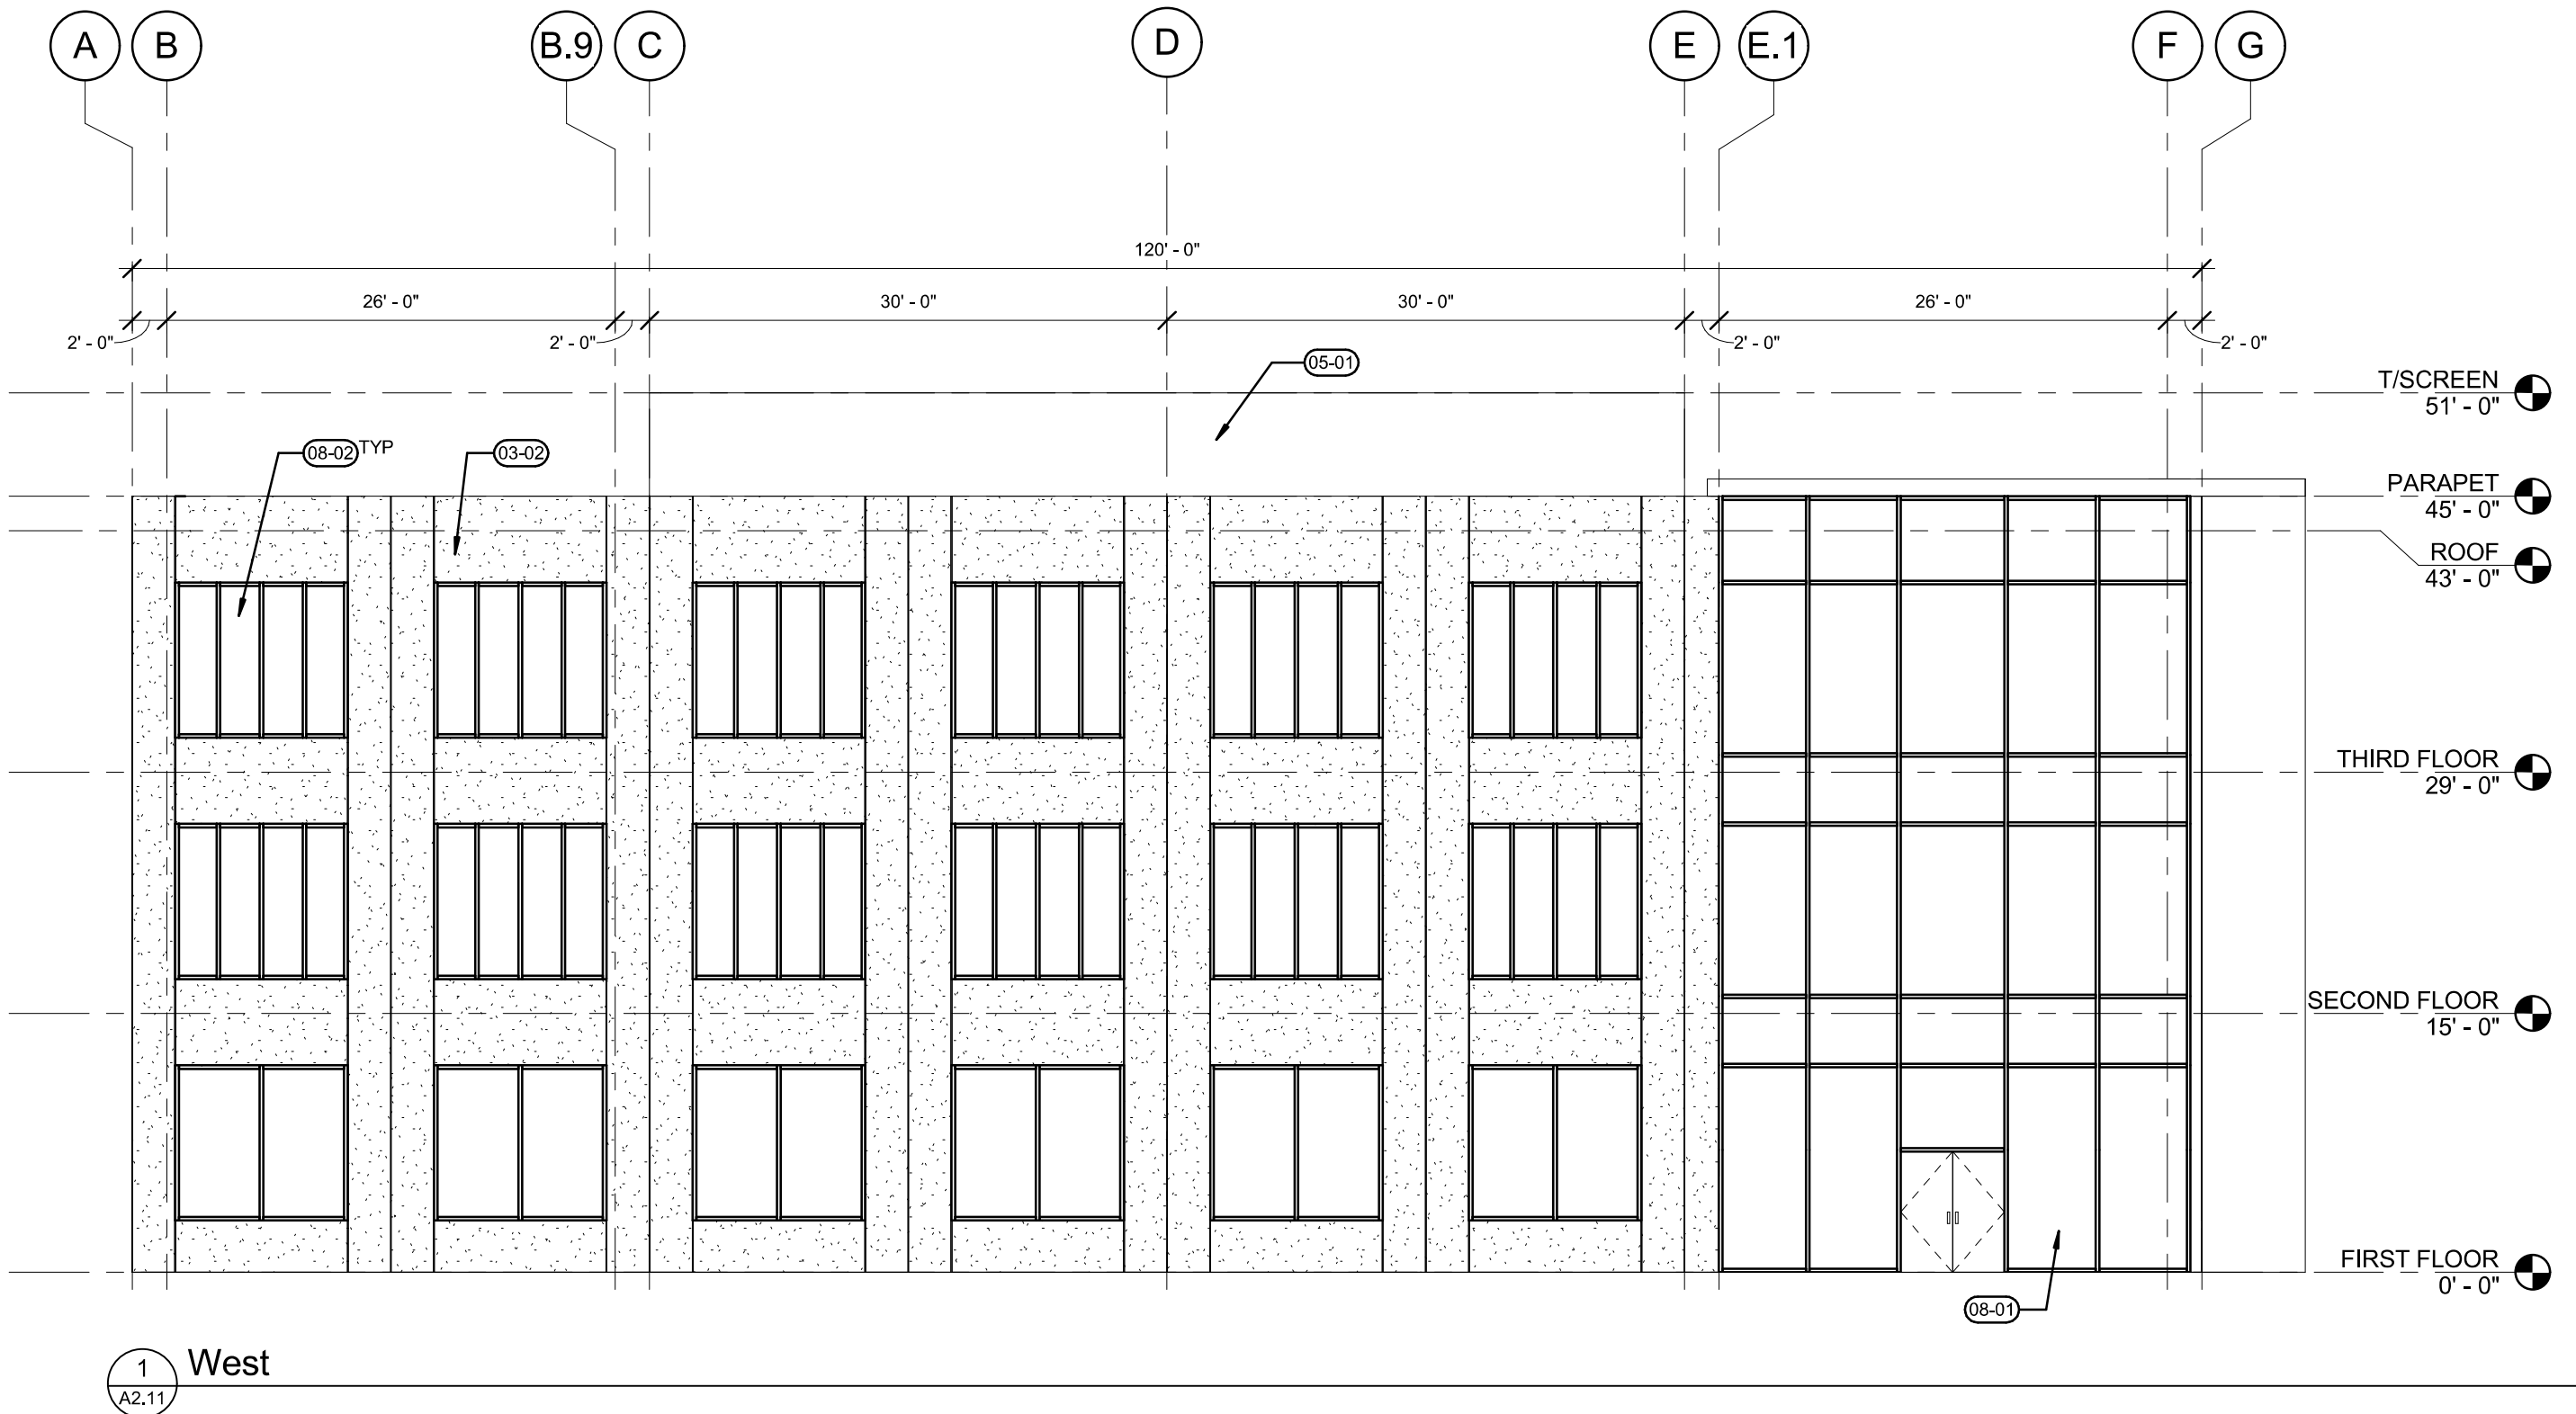 A B B.9 C D E E.1 F G
120' - 0"
26' - 0" 30' - 0" 30' - 0" 26' - 0"
2' - 0" 2' - 0" 2' - 0" 2' - 0"
05-01
T/SCREEN
51' - 0"
08-02 TYP 03-02
PARAPET
45' - 0"
ROOF
43' - 0"
THIRD FLOOR
29' - 0"
SECOND FLOOR
15' - 0"
FIRST FLOOR
0' - 0"
08-01
1 West
A2.11